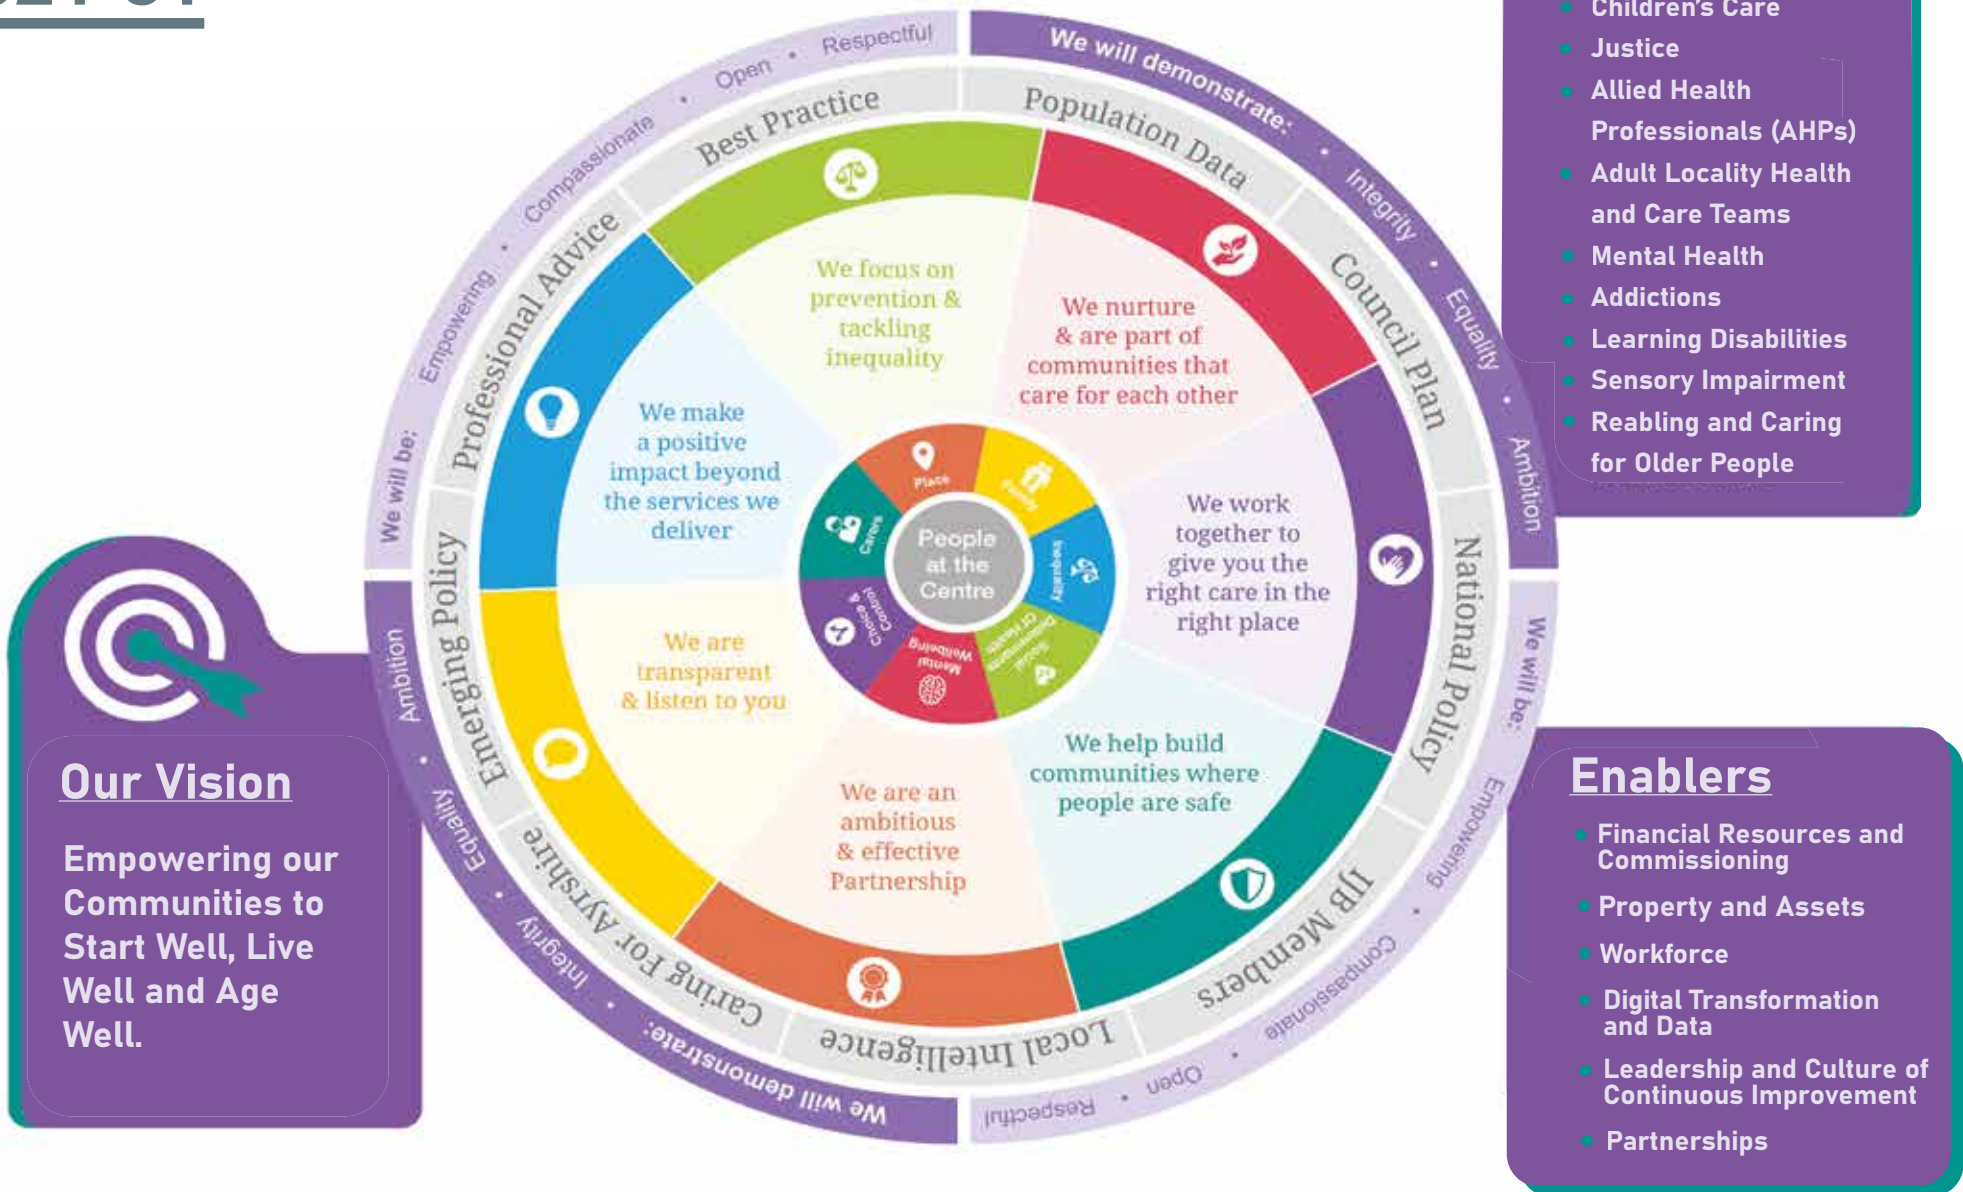 Children's Care
Justice
Allied Health
Professionals (AHPs)
Adult Locality Health
and Care Teams
Mental Health
Addictions
Learning Disabilities
Sensory Impairment
Reabling and Caring
for Older People
We will be: Empowering • Compassionate • Open • Respectful
We will demonstrate: • Integrity • Equality • Ambition
We will be: Empowering • Compassionate • Open • Respectful
We will demonstrate: • Integrity • Equality • Ambition
Best Practice
Population Data
Council Plan
National Policy
IJB Members
Local Intelligence
Caring For Ayrshire
Emerging Policy
Professional Advice
We focus on
prevention &
tackling
inequality
We nurture
& are part of
communities that
care for each other
We work
together to
give you the
right care in the
right place
We help build
communities where
people are safe
We are an
ambitious
& effective
Partnership
We are
transparent
& listen to you
We make
a positive
impact beyond
the services we
deliver
Place
Family
Inequality
Social
Determinants
Of Health
Mental
Wellbeing
Choice &
Control
Carers
People
at the
Centre
Our Vision
Empowering our
Communities to
Start Well, Live
Well and Age
Well.
Enablers
Financial Resources and
Commissioning
Property and Assets
Workforce
Digital Transformation
and Data
Leadership and Culture of
Continuous Improvement
Partnerships